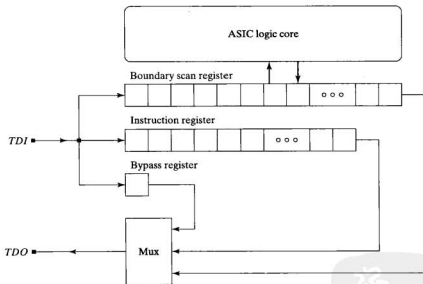 ASIC logic core
Boundary scan register
Instruction register
TDI
Bypass register
Mux
TDO